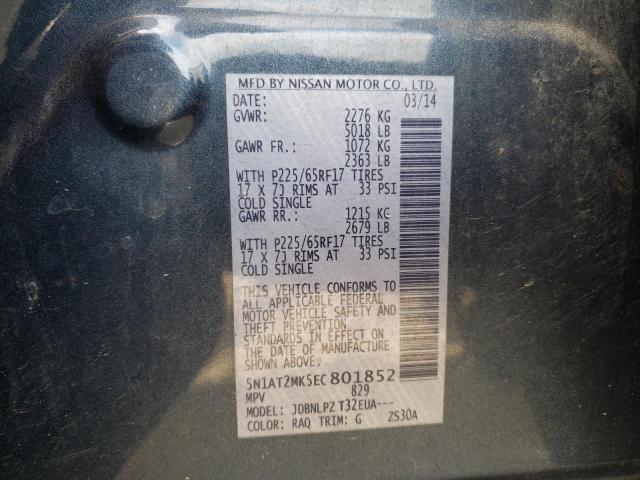 MFD BY NISSAN MOTOR CO., LTD.
DATE: 03/14
GVWR: 2276 KG
5018 LB
GAWR FR.: 1072 KG
2363 LB
WITH P225/65RF17 TIRES
17 X 7J RIMS AT 33 PSI
COLD SINGLE
GAWR RR.: 1215 KG
2679 LB
WITH P225/65RF17 TIRES
17 X 7J RIMS AT 33 PSI
COLD SINGLE
THIS VEHICLE CONFORMS TO
ALL APPLICABLE FEDERAL
MOTOR VEHICLE SAFETY AND
THEFT PREVENTION
STANDARDS IN EFFECT ON
THE DATE OF MANUFACTURE
SHOWN ABOVE.
5N1AT2MK5EC801852
MPV 829
MODEL: JDBNLPZ T32EUA---
COLOR: RAQ TRIM: G ZS30A